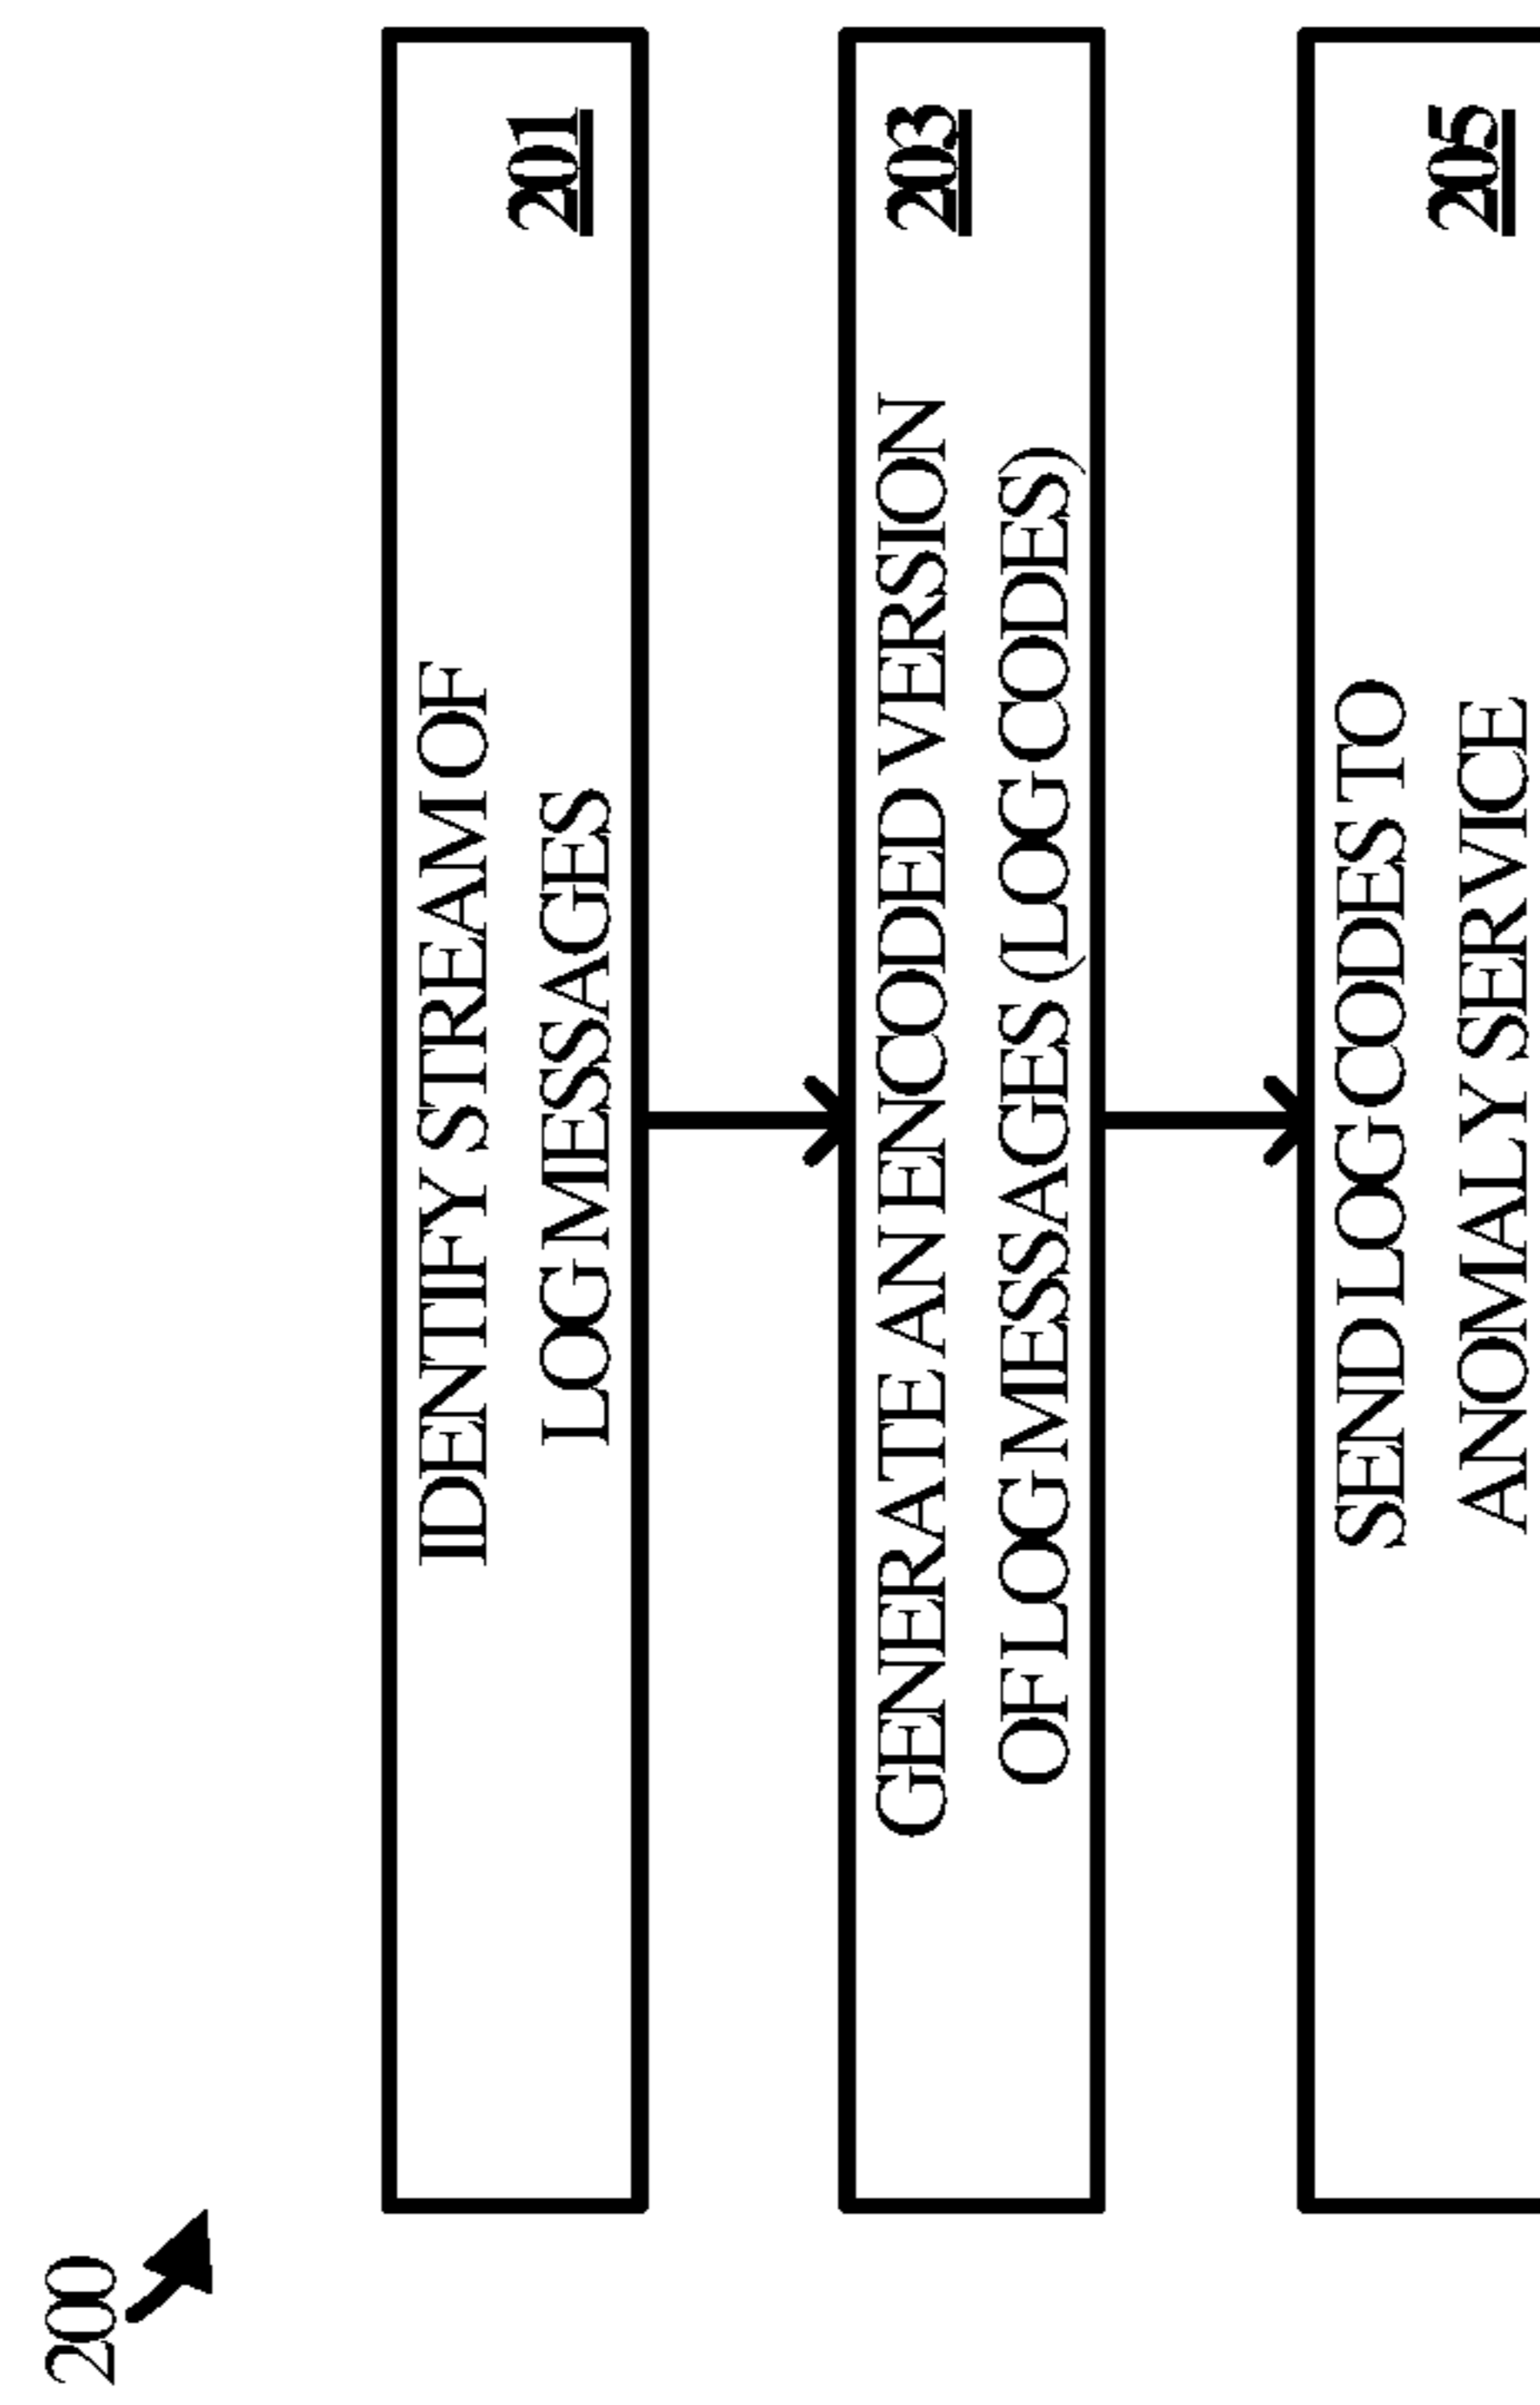 200
IDENTIFY STREAM OF
LOG MESSAGES
201
GENERATE AN ENCODED VERSION
OF LOG MESSAGES (LOG CODES)
203
SEND LOG CODES TO
ANOMALY SERVICE
205